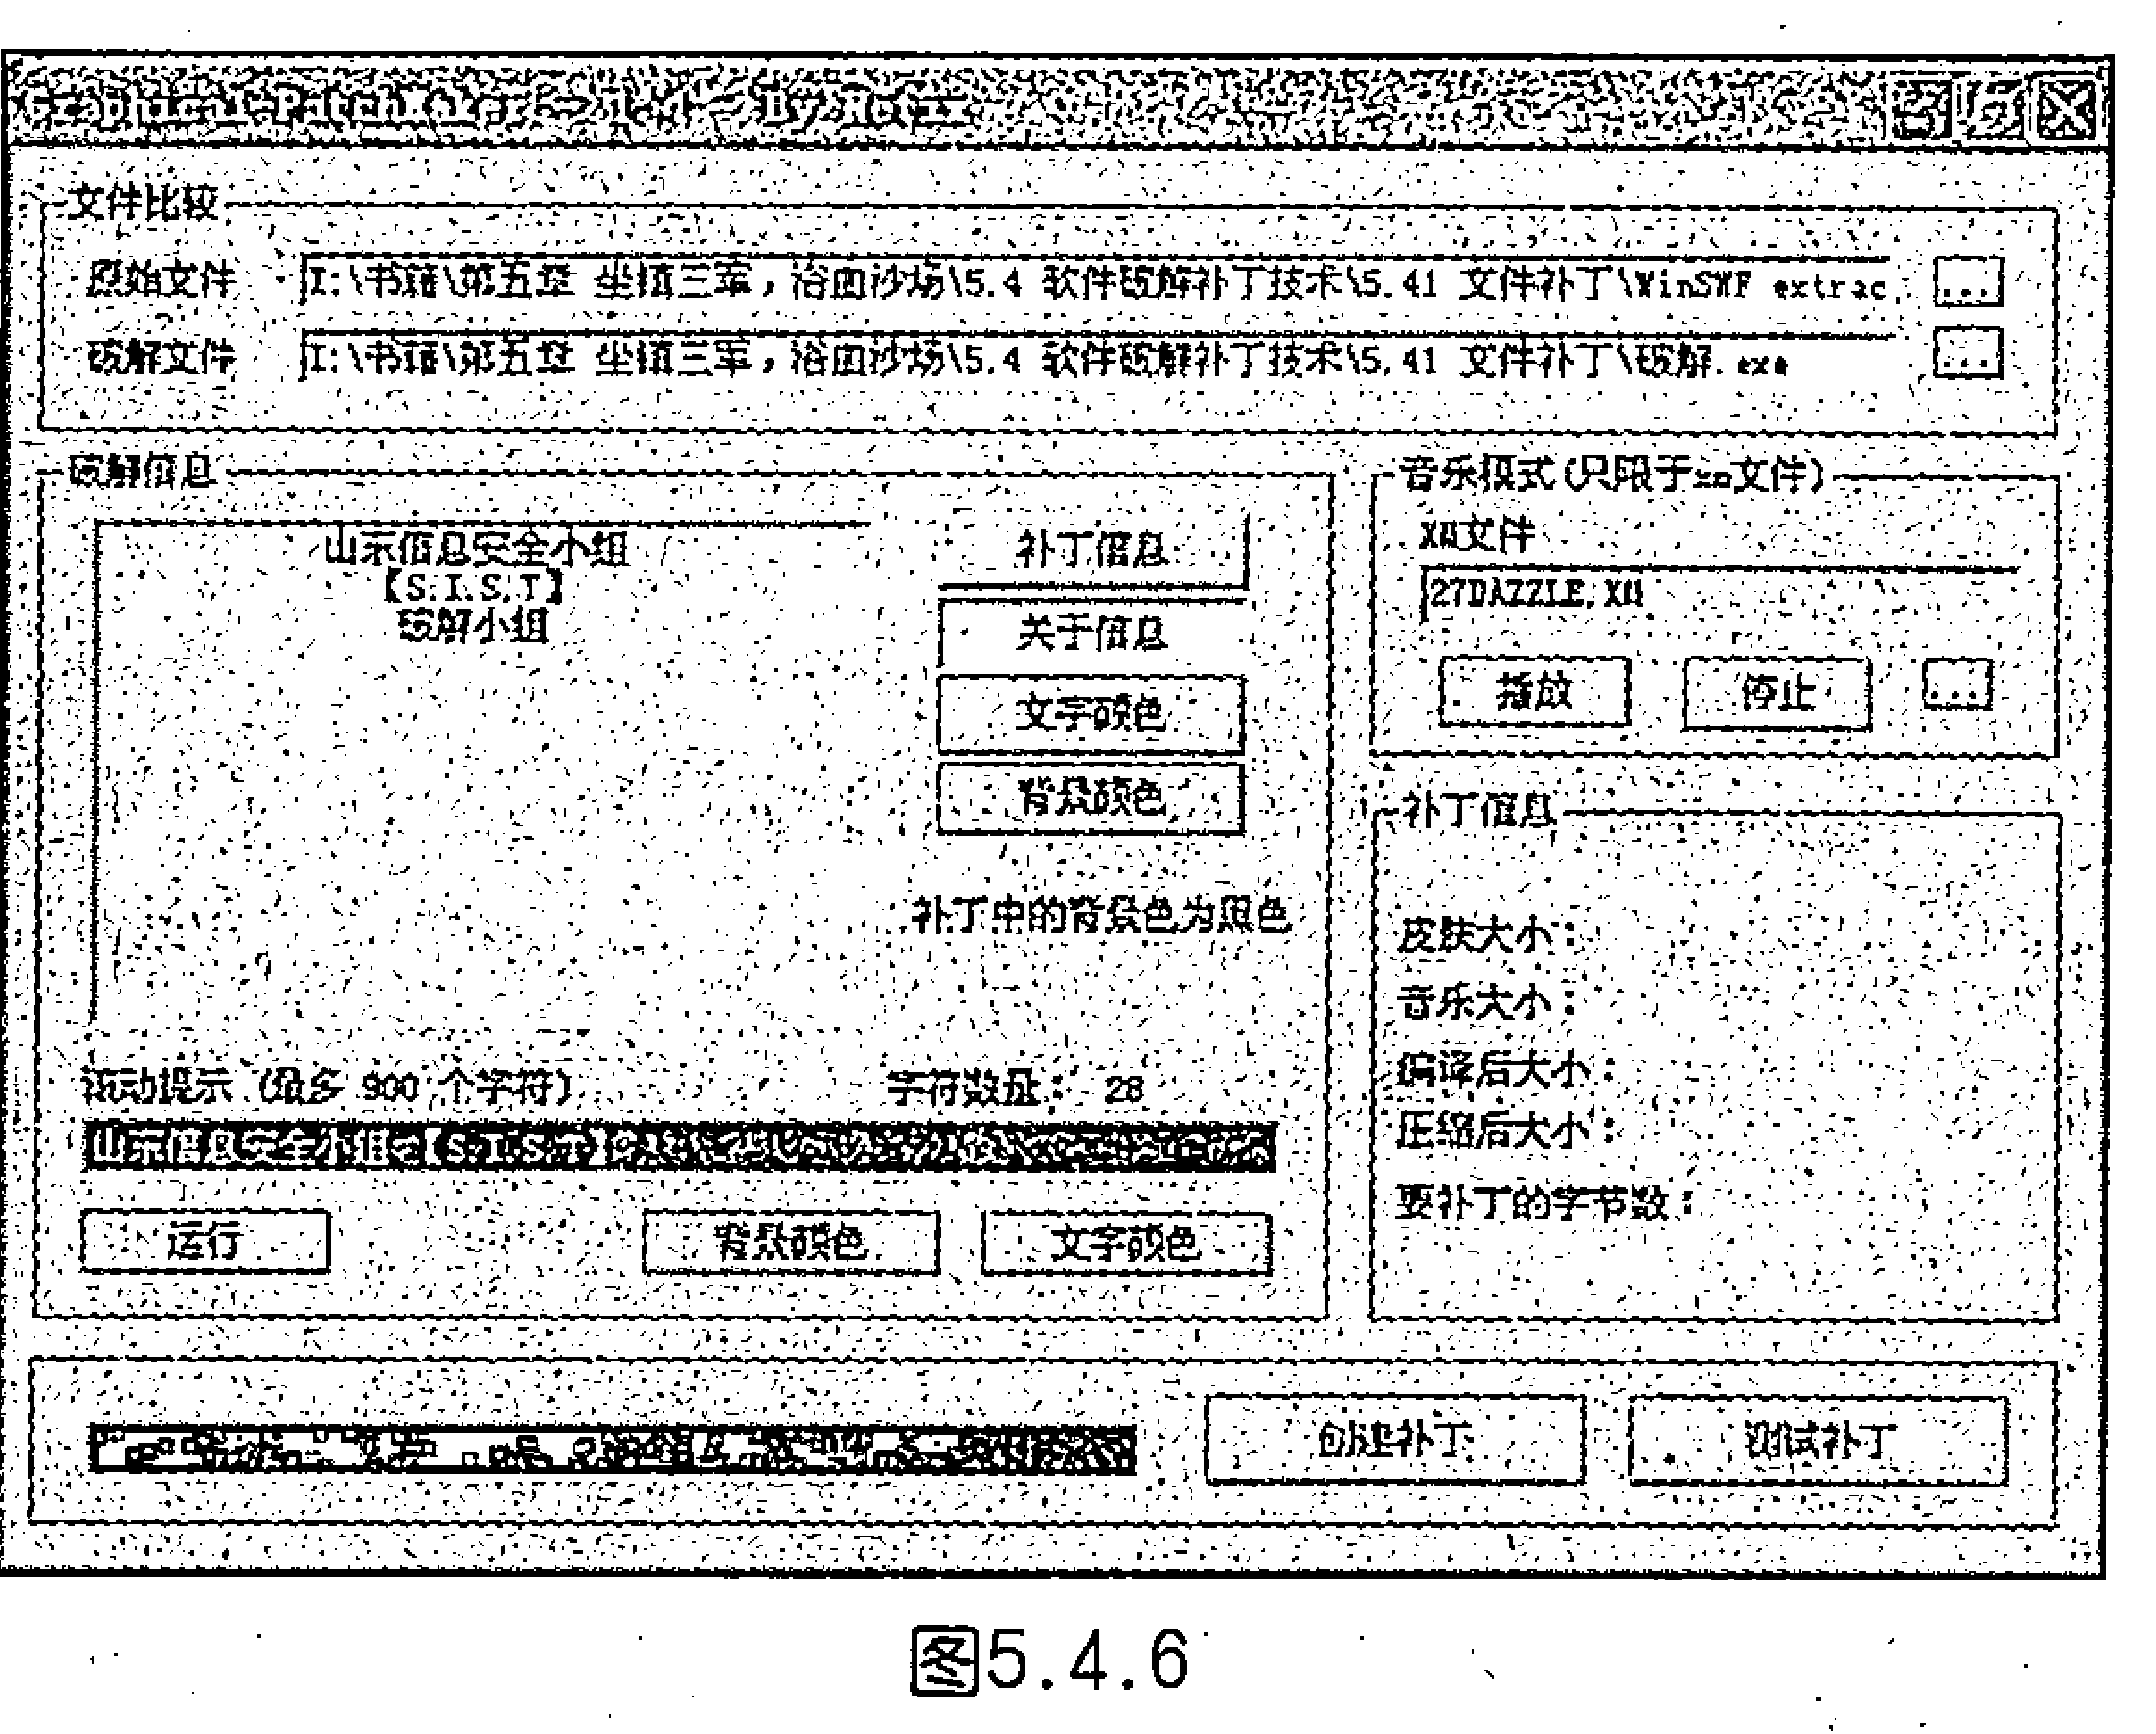 Graphical-PatchMaker
文件比较
原始文件 I:\书籍\第五章 坐镇三军，浴血沙场\5.4 软件破解补丁技术\5.41 文件补丁\WinSWF extrac ...
破解文件 I:\书籍\第五章 坐镇三军，浴血沙场\5.4 软件破解补丁技术\5.41 文件补丁\破解.exe ...
破解信息
山东信息安全小组
【S.I.S.T】
破解小组
补丁信息
关于信息
文字颜色
背景颜色
补丁中的背景色为黑色
滚动提示 (最多 900 个字符) 字符数量： 28
山东信息安全小组【S.I.S.T】
运行 背景颜色 文字颜色
音乐模式(只限于xm文件)
XM文件
27DAZZLE.XM
播放 停止 ...
补丁信息
皮肤大小：
音乐大小：
编译后大小：
压缩后大小：
要补丁的字节数：
创建补丁 测试补丁
图5.4.6